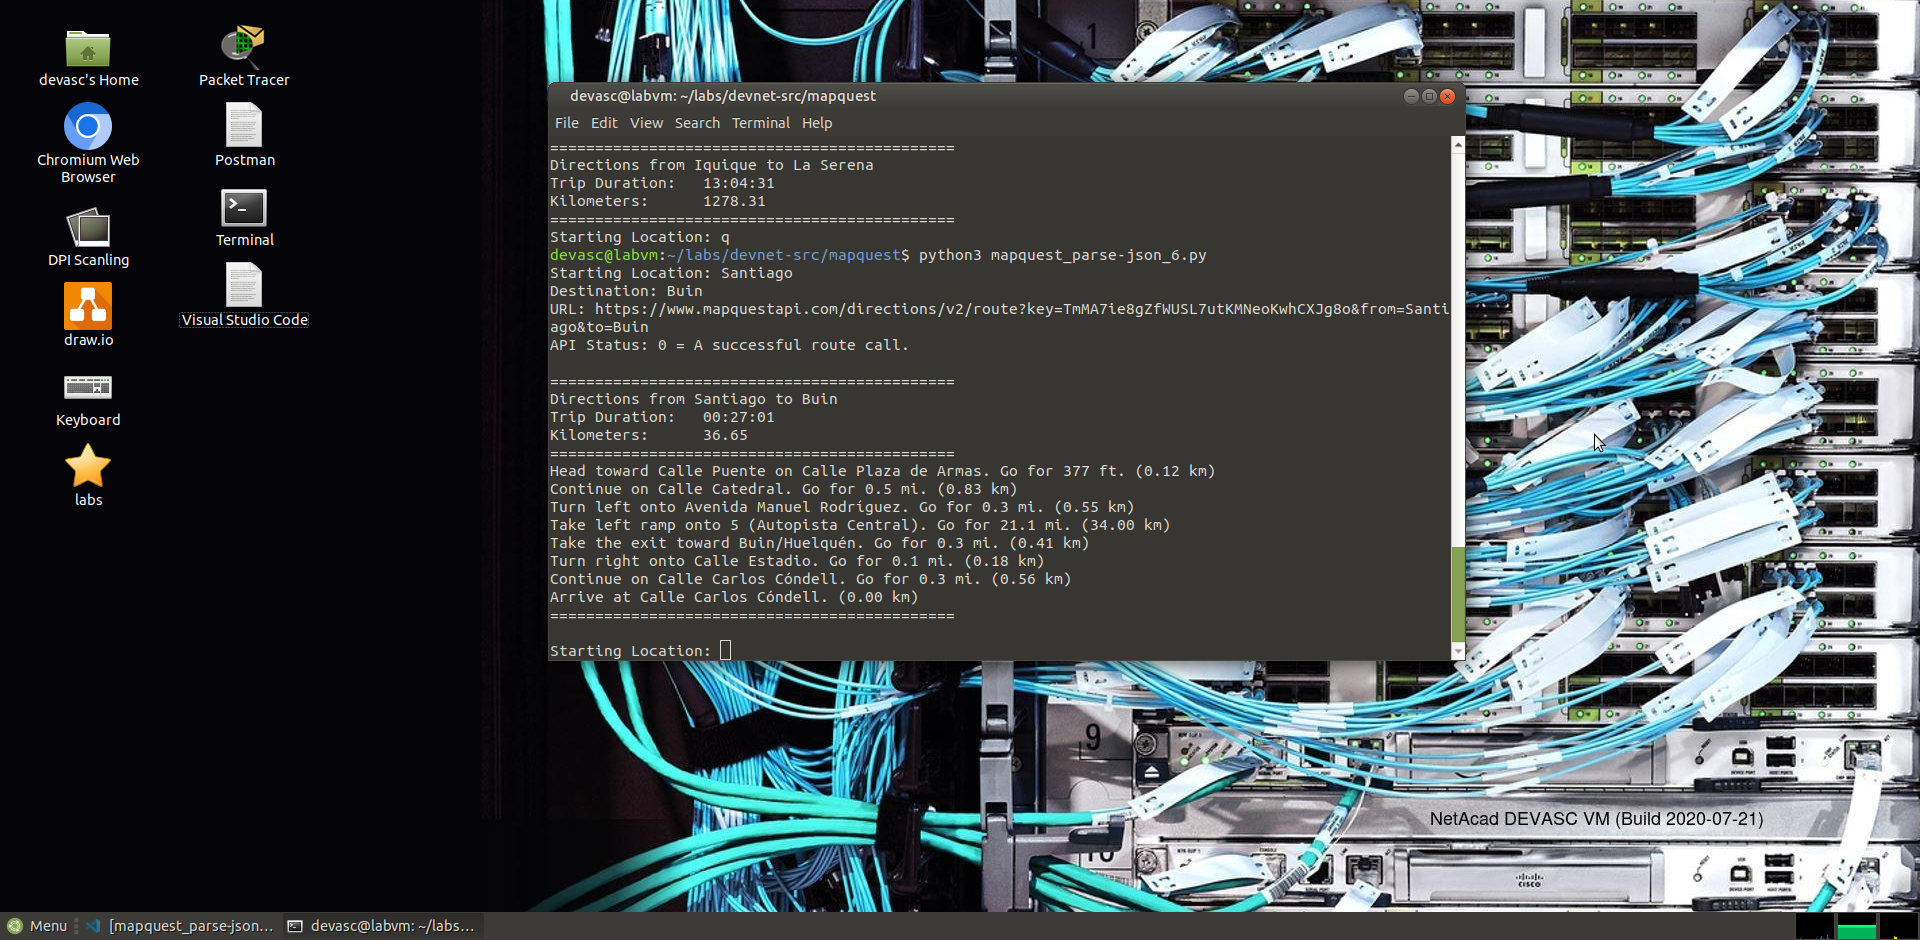 devasc's Home
Packet Tracer
Chromium Web
Browser
Postman
DPI Scanling
Terminal
draw.io
Visual Studio Code
Keyboard
labs
devasc@labvm: ~/labs/devnet-src/mapquest
File Edit View Search Terminal Help
=============================================
Directions from Iquique to La Serena
Trip Duration:   13:04:31
Kilometers:      1278.31
=============================================
Starting Location: q
devasc@labvm:~/labs/devnet-src/mapquest$ python3 mapquest_parse-json_6.py
Starting Location: Santiago
Destination: Buin
URL: https://www.mapquestapi.com/directions/v2/route?key=TmMA7ie8gZfWUSL7utKMNeoKwhCXJg8o&from=Santi
ago&to=Buin
API Status: 0 = A successful route call.
=============================================
Directions from Santiago to Buin
Trip Duration:   00:27:01
Kilometers:      36.65
=============================================
Head toward Calle Puente on Calle Plaza de Armas. Go for 377 ft. (0.12 km)
Continue on Calle Catedral. Go for 0.5 mi. (0.83 km)
Turn left onto Avenida Manuel Rodríguez. Go for 0.3 mi. (0.55 km)
Take left ramp onto 5 (Autopista Central). Go for 21.1 mi. (34.00 km)
Take the exit toward Buin/Huelquén. Go for 0.3 mi. (0.41 km)
Turn right onto Calle Estadio. Go for 0.1 mi. (0.18 km)
Continue on Calle Carlos Cóndell. Go for 0.3 mi. (0.56 km)
Arrive at Calle Carlos Cóndell. (0.00 km)
=============================================
Starting Location:
1
9
10
CISCO
NetAcad DEVASC VM (Build 2020-07-21)
Menu
[mapquest_parse-json...
devasc@labvm: ~/labs...